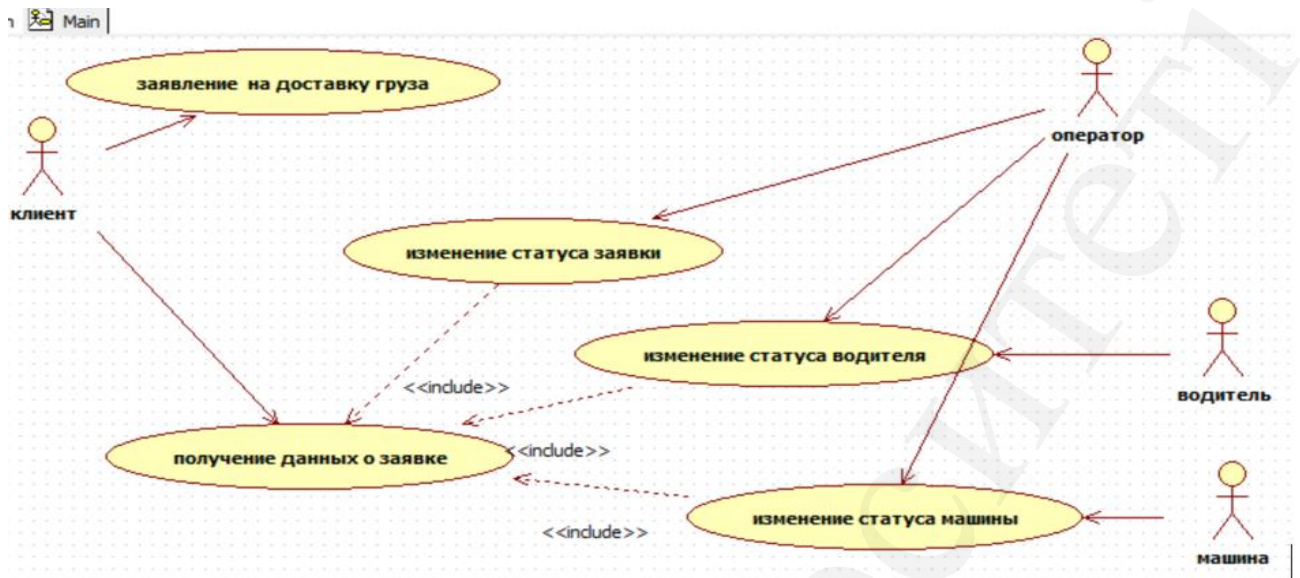 Main
заявление на доставку груза
оператор
клиент
изменение статуса заявки
изменение статуса водителя
<<include>>
водитель
получение данных о заявке
<<include>>
изменение статуса машины
<<include>>
машина